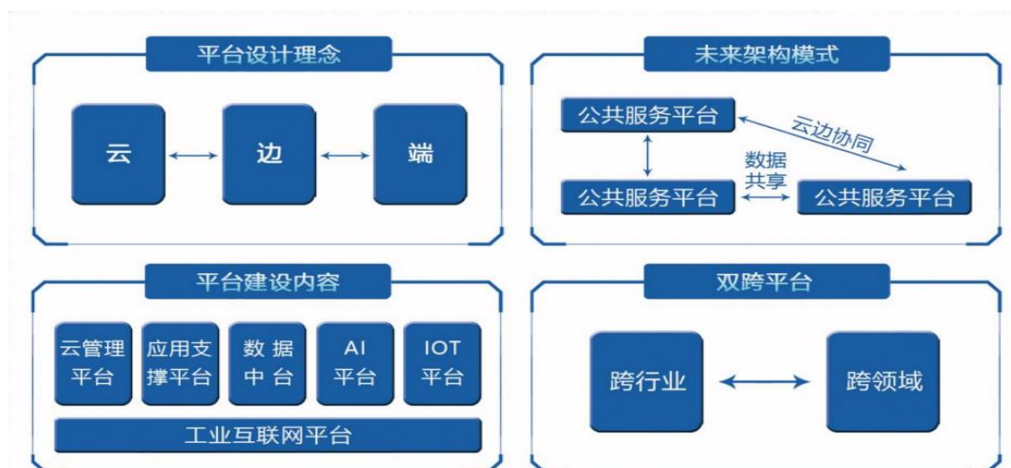 平台设计理念
云
边
端
未来架构模式
公共服务平台
云边协同
数据
共享
公共服务平台
公共服务平台
平台建设内容
云管理
平台
应用支
撑平台
数 据
中 台
AI
平台
IOT
平台
工业互联网平台
双跨平台
跨行业
跨领域